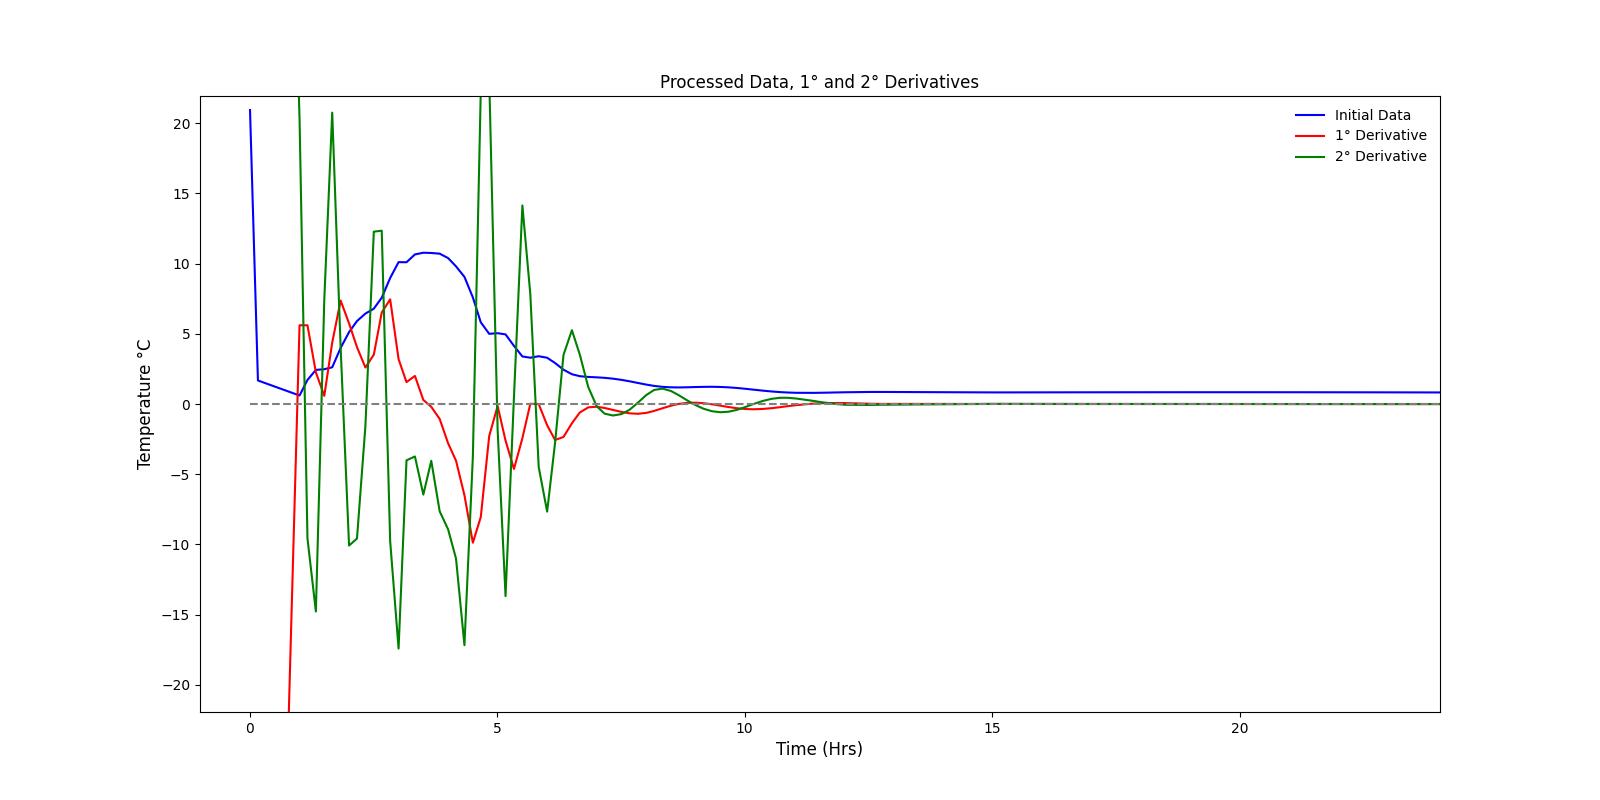 Processed Data, 1° and 2° Derivatives
Initial Data
1° Derivative
2° Derivative
20
15
10
5
0
−5
−10
−15
−20
Temperature °C
0 5 10 15 20
Time (Hrs)